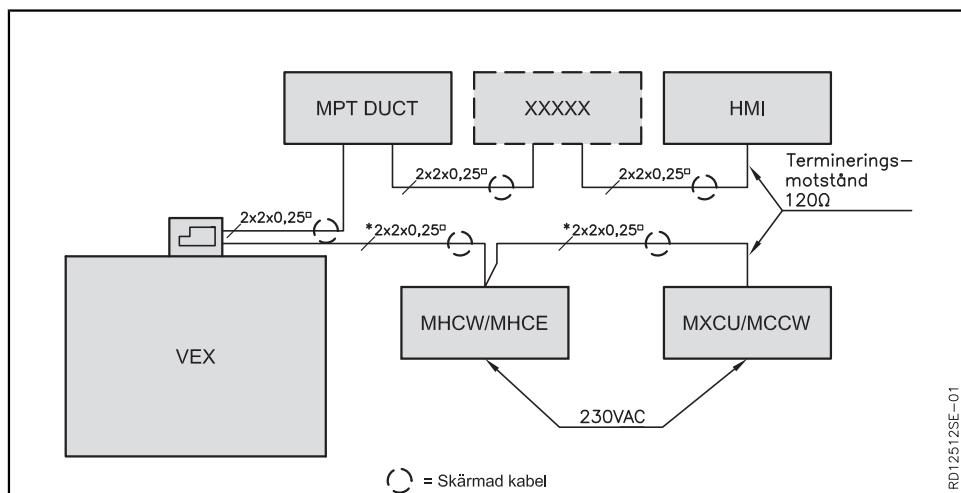 MPT DUCT
XXXXX
HMI
Terminerings-
motstånd
120Ω
2x2x0,25¤
2x2x0,25¤
2x2x0,25¤
*2x2x0,25¤
*2x2x0,25¤
MHCW/MHCE
MXCU/MCCW
VEX
230VAC
= Skärmad kabel
RD12512SE-01